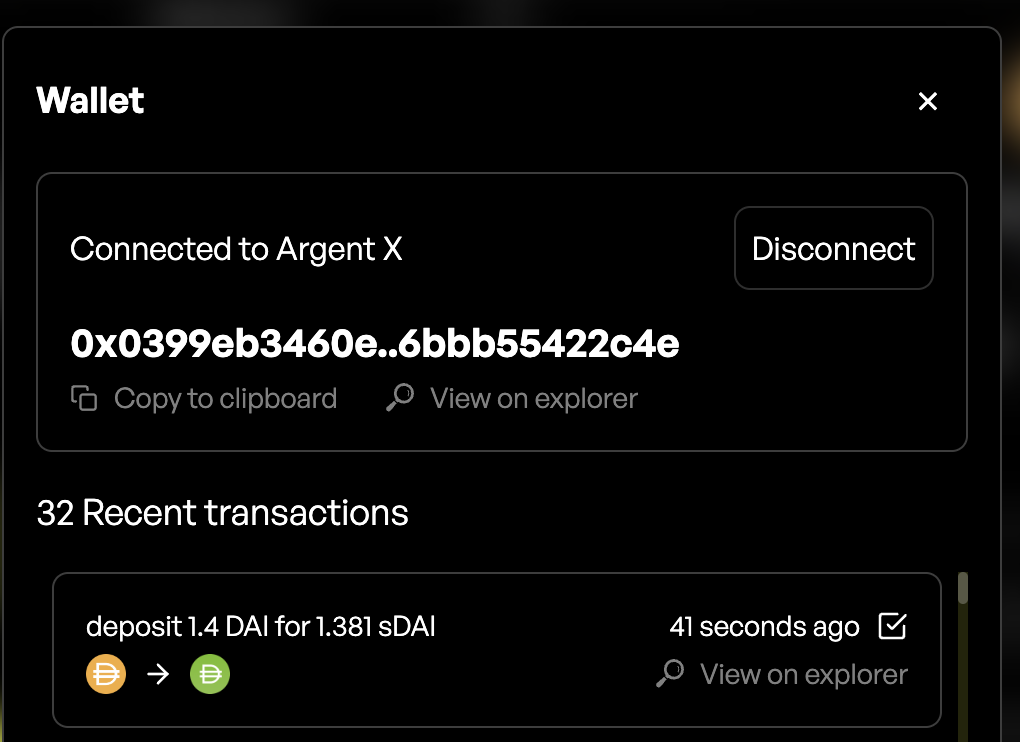 Wallet
Connected to Argent X
Disconnect
0x0399eb3460e..6bbb55422c4e
Copy to clipboard
View on explorer
32 Recent transactions
deposit 1.4 DAI for 1.381 sDAI
41 seconds ago
View on explorer